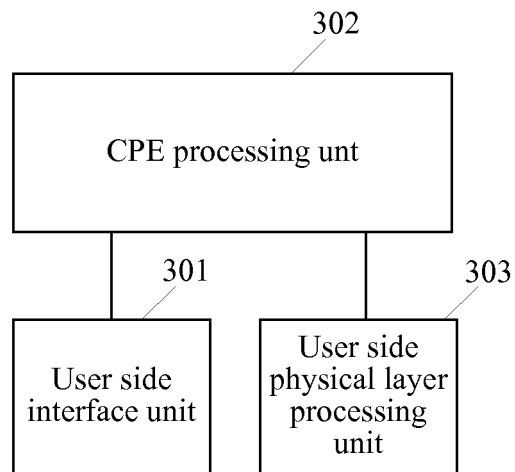 302
CPE processing unt
301
303
User side
interface unit
User side
physical layer
processing
unit